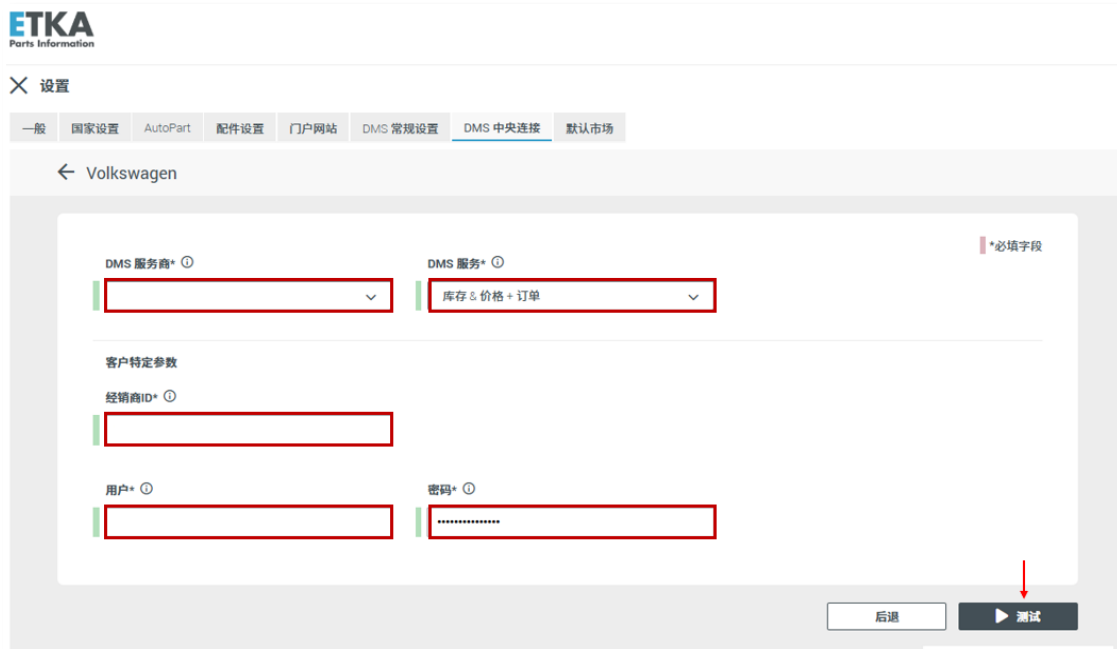 ETKA
Parts Information
设置
一般 国家设置 AutoPart 配件设置 门户网站 DMS 常规设置 DMS 中央连接 默认市场
Volkswagen
*必填字段
DMS 服务商* DMS 服务*
库存 & 价格 + 订单
客户特定参数
经销商ID*
用户* 密码*
后退 测试